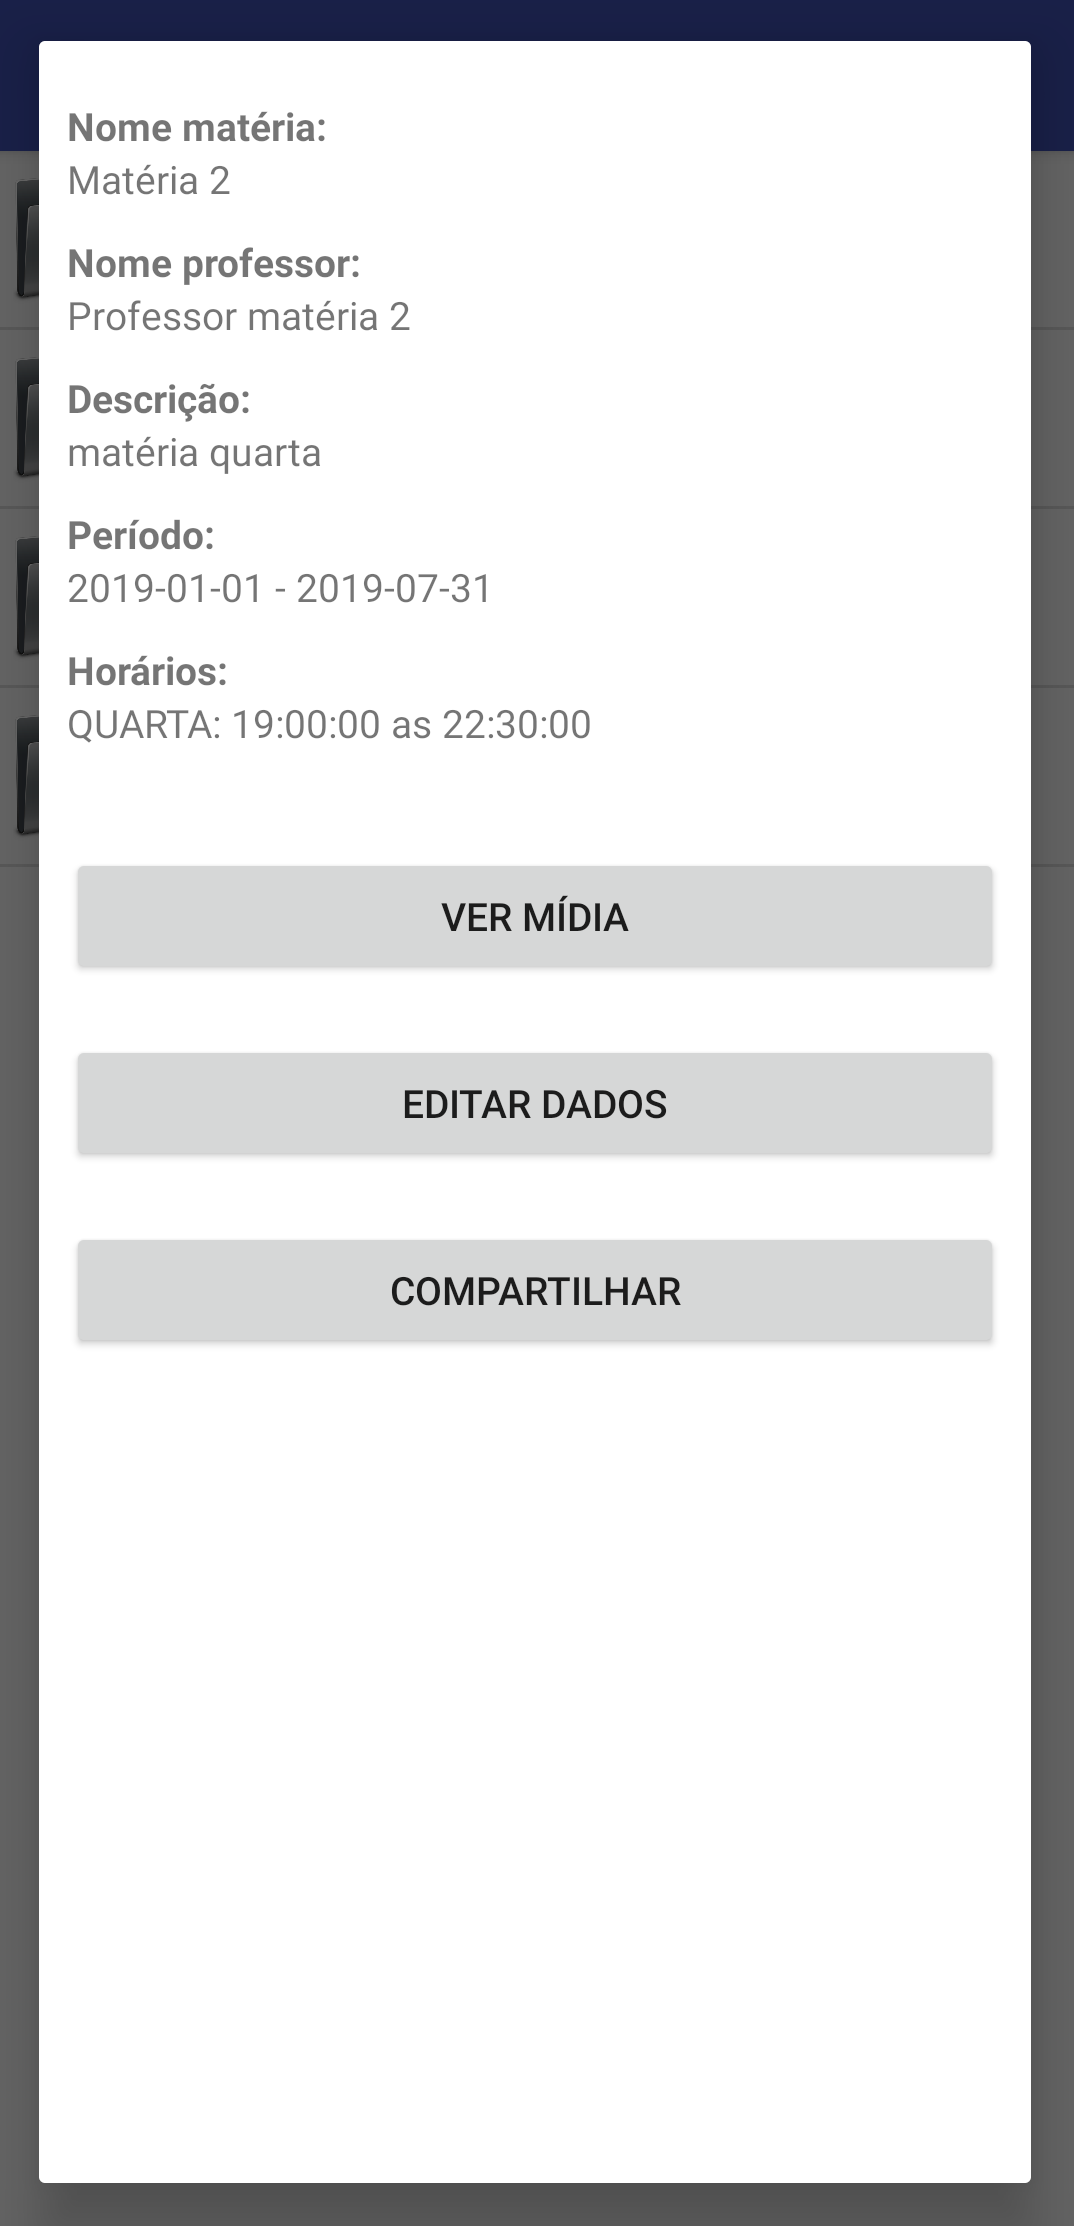 Nome matéria:
Matéria 2
Nome professor:
Professor matéria 2
Descrição:
matéria quarta
Período:
2019-01-01 - 2019-07-31
Horários:
QUARTA: 19:00:00 as 22:30:00
VER MÍDIA
EDITAR DADOS
COMPARTILHAR